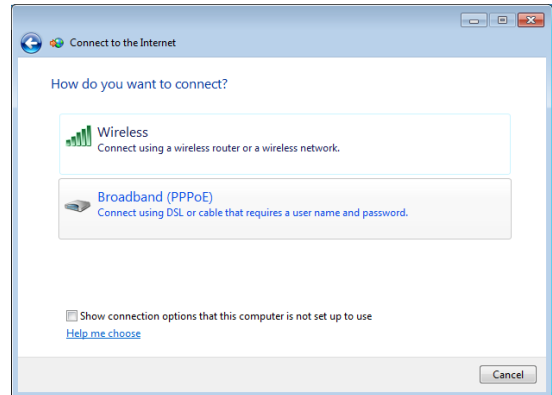 Connect to the Internet
How do you want to connect?
Wireless
Connect using a wireless router or a wireless network.
Broadband (PPPoE)
Connect using DSL or cable that requires a user name and password.
Show connection options that this computer is not set up to use
Help me choose
Cancel